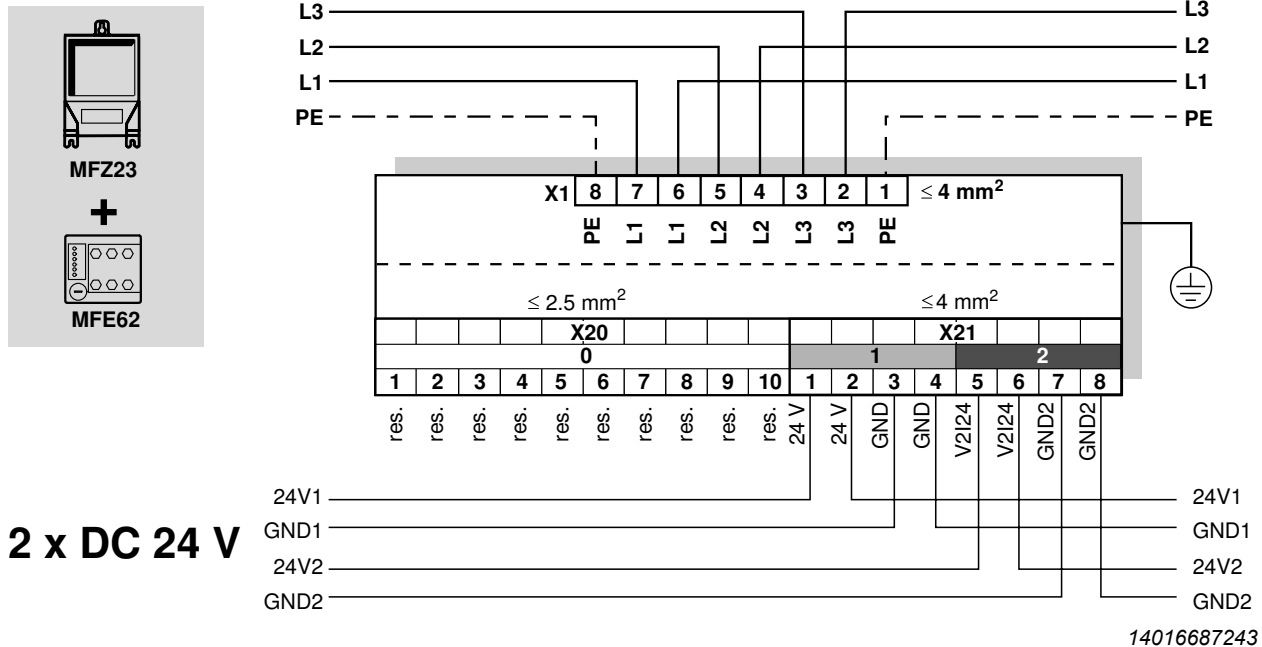 L3 L3
L2 L2
L1 L1
PE PE
MFZ23
+
MFE62
X1 8 7 6 5 4 3 2 1 ≤ 4 mm²
PE L1 L1 L2 L2 L3 L3 PE
≤ 2.5 mm² ≤4 mm²
X20 X21
0 1 2
1 2 3 4 5 6 7 8 9 10 1 2 3 4 5 6 7 8
res. res. res. res. res. res. res. res. res. res. 24 V 24 V GND GND V2I24 V2I24 GND2 GND2
2 x DC 24 V
24V1 24V1
GND1 GND1
24V2 24V2
GND2 GND2
14016687243